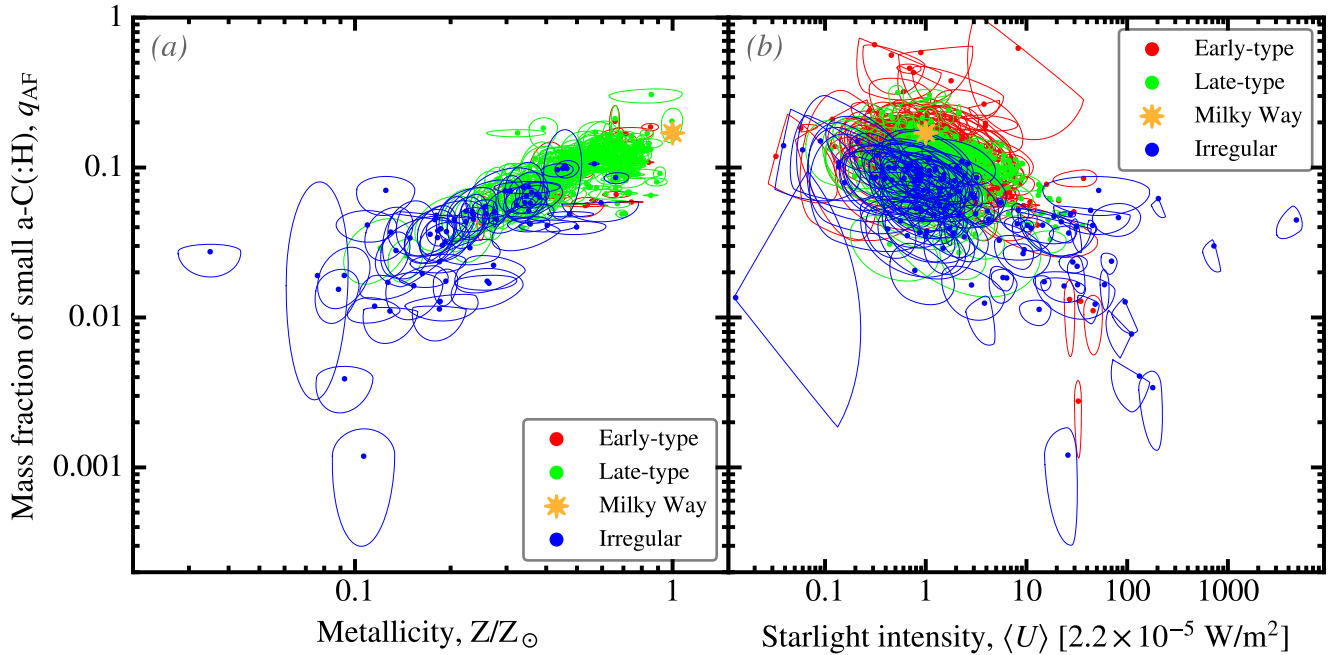 Mass fraction of small a-C(:H), q_AF
1
0.1
0.01
0.001
(a)
Early-type
Late-type
Milky Way
Irregular
0.1
1
Metallicity, Z/Z⊙
(b)
Early-type
Late-type
Milky Way
Irregular
0.1
1
10
100
1000
Starlight intensity, ⟨U⟩ [2.2×10⁻⁵ W/m²]